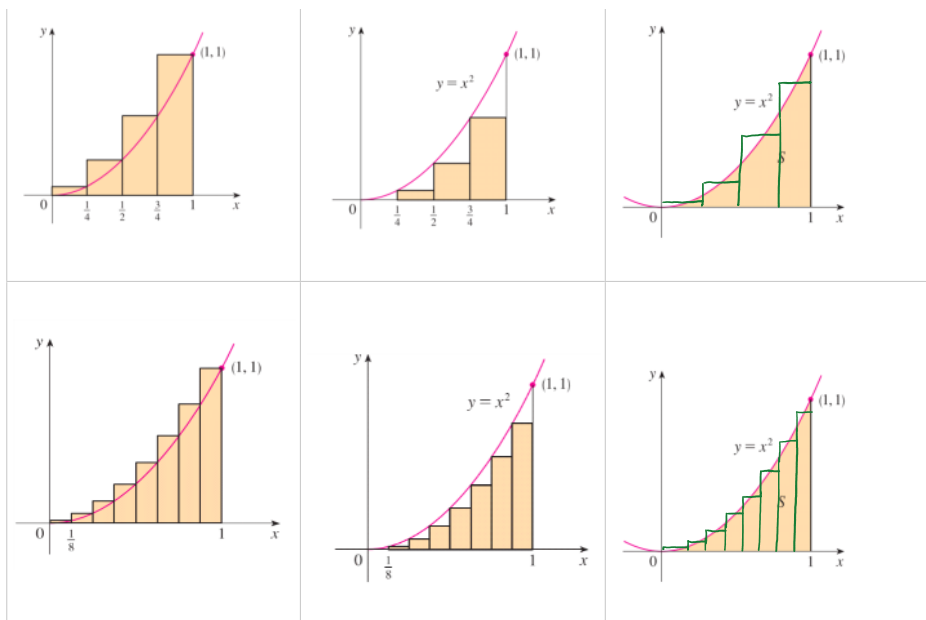 y
(1, 1)
0 1/4 1/2 3/4 1 x
y
(1, 1)
y = x²
0 1/4 1/2 3/4 1 x
y
(1, 1)
y = x²
S
0 1 x
y
(1, 1)
0 1/8 1 x
y
(1, 1)
y = x²
0 1/8 1 x
y
(1, 1)
y = x²
S
0 1 x